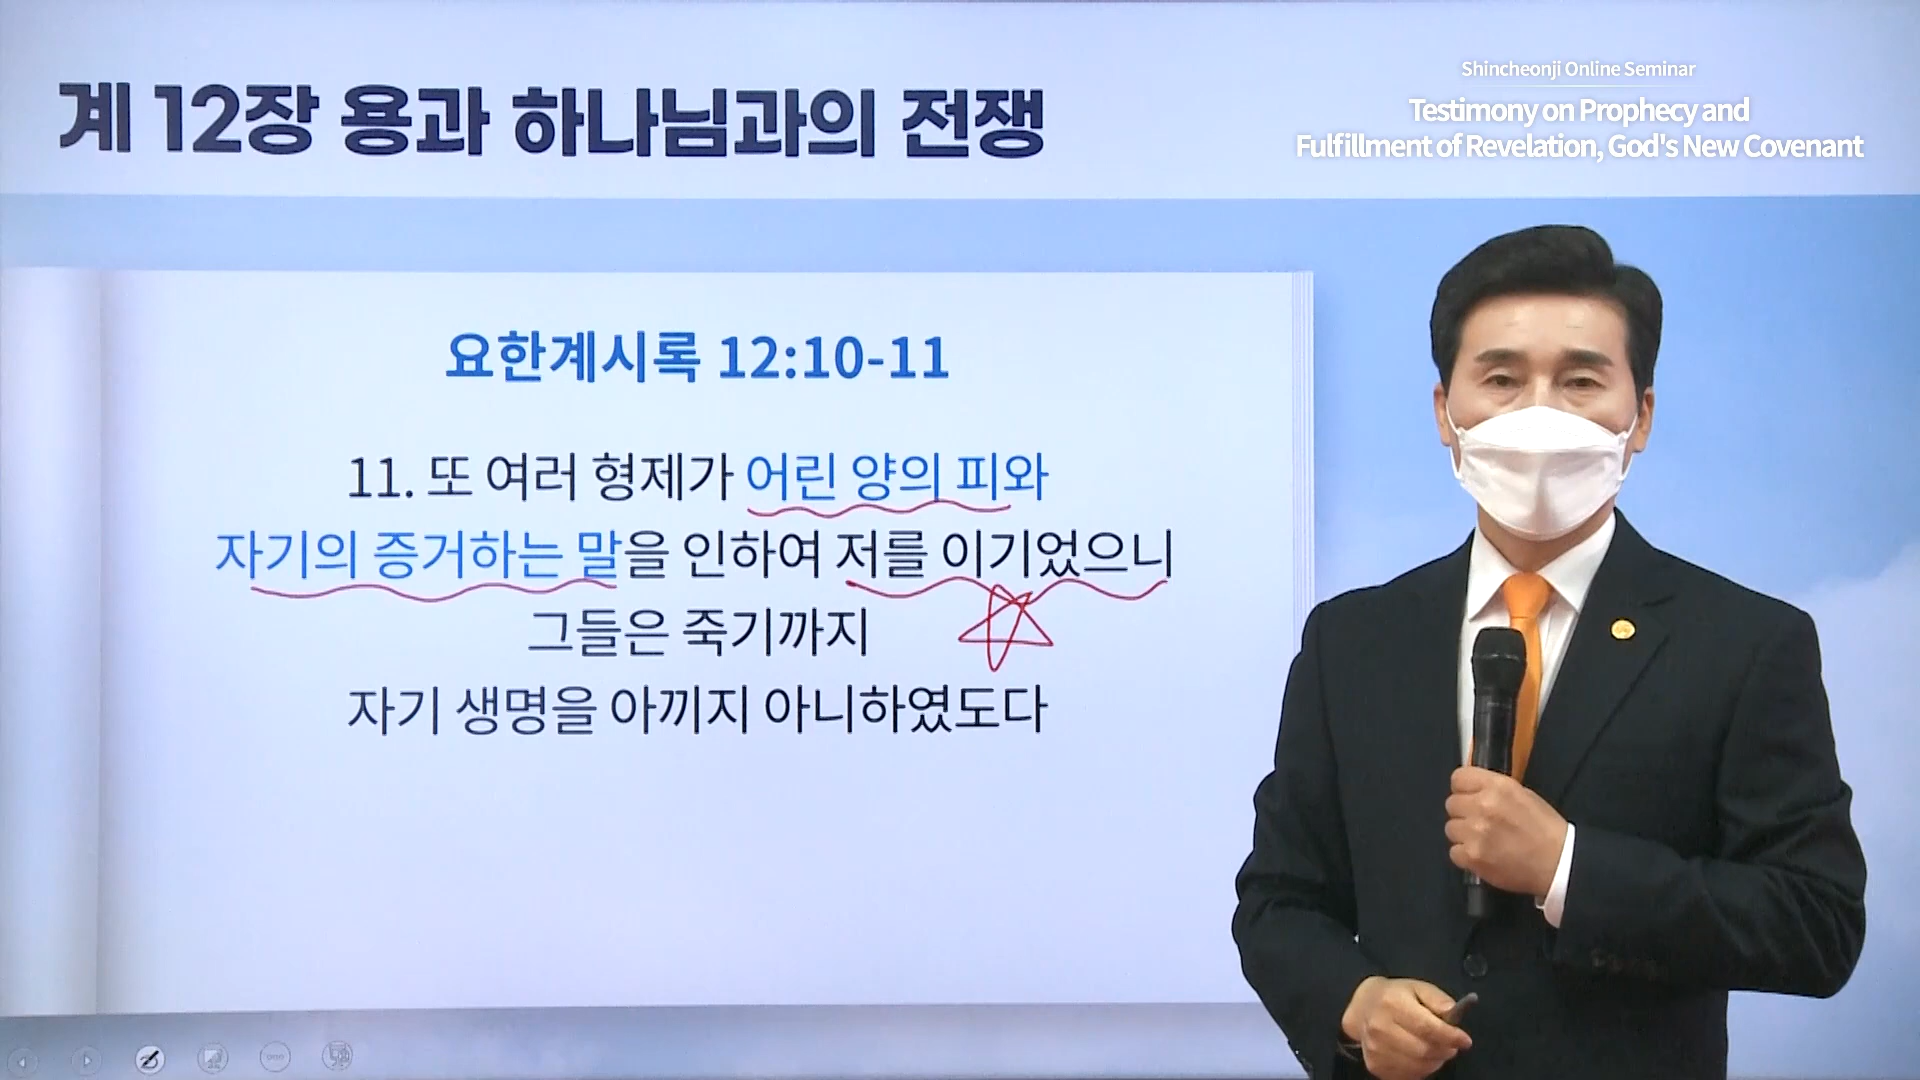 계 12장 용과 하나님과의 전쟁
Shincheonji Online Seminar
Testimony on Prophecy and
Fulfillment of Revelation, God's New Covenant
요한계시록 12:10-11
11. 또 여러 형제가 어린 양의 피와
자기의 증거하는 말을 인하여 저를 이기었으니
그들은 죽기까지
자기 생명을 아끼지 아니하였도다